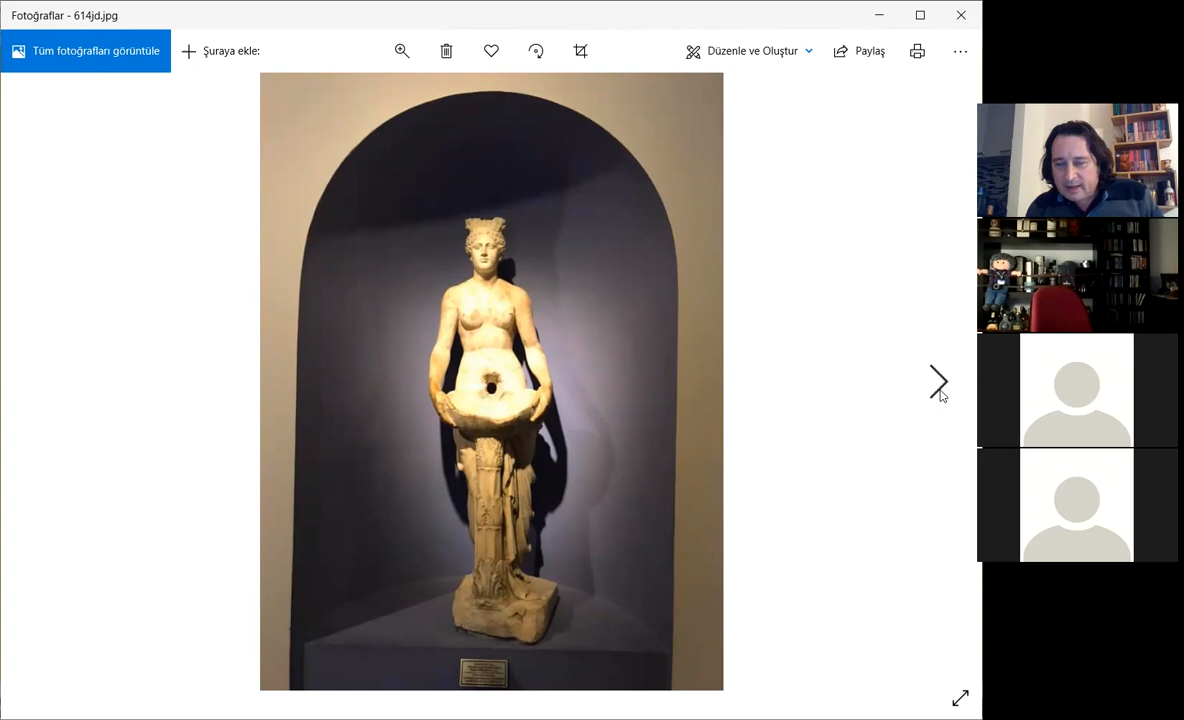 Fotoğraflar - 614jd.jpg
Tüm fotoğrafları görüntüle
Şuraya ekle:
Düzenle ve Oluştur
Paylaş